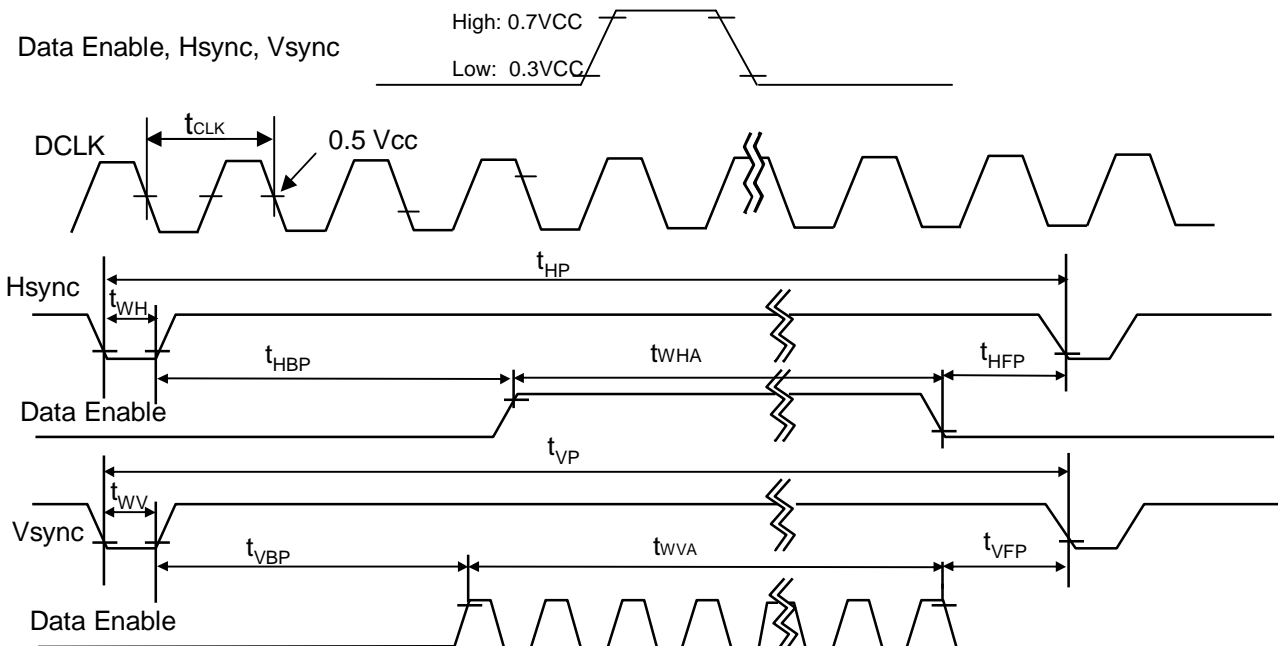 High: 0.7VCC
Data Enable, Hsync, Vsync
Low: 0.3VCC
tCLK
0.5 Vcc
DCLK
tHP
Hsync
tWH
tHBP
tWHA
tHFP
Data Enable
tVP
tWV
Vsync
tVBP
tWVA
tVFP
Data Enable